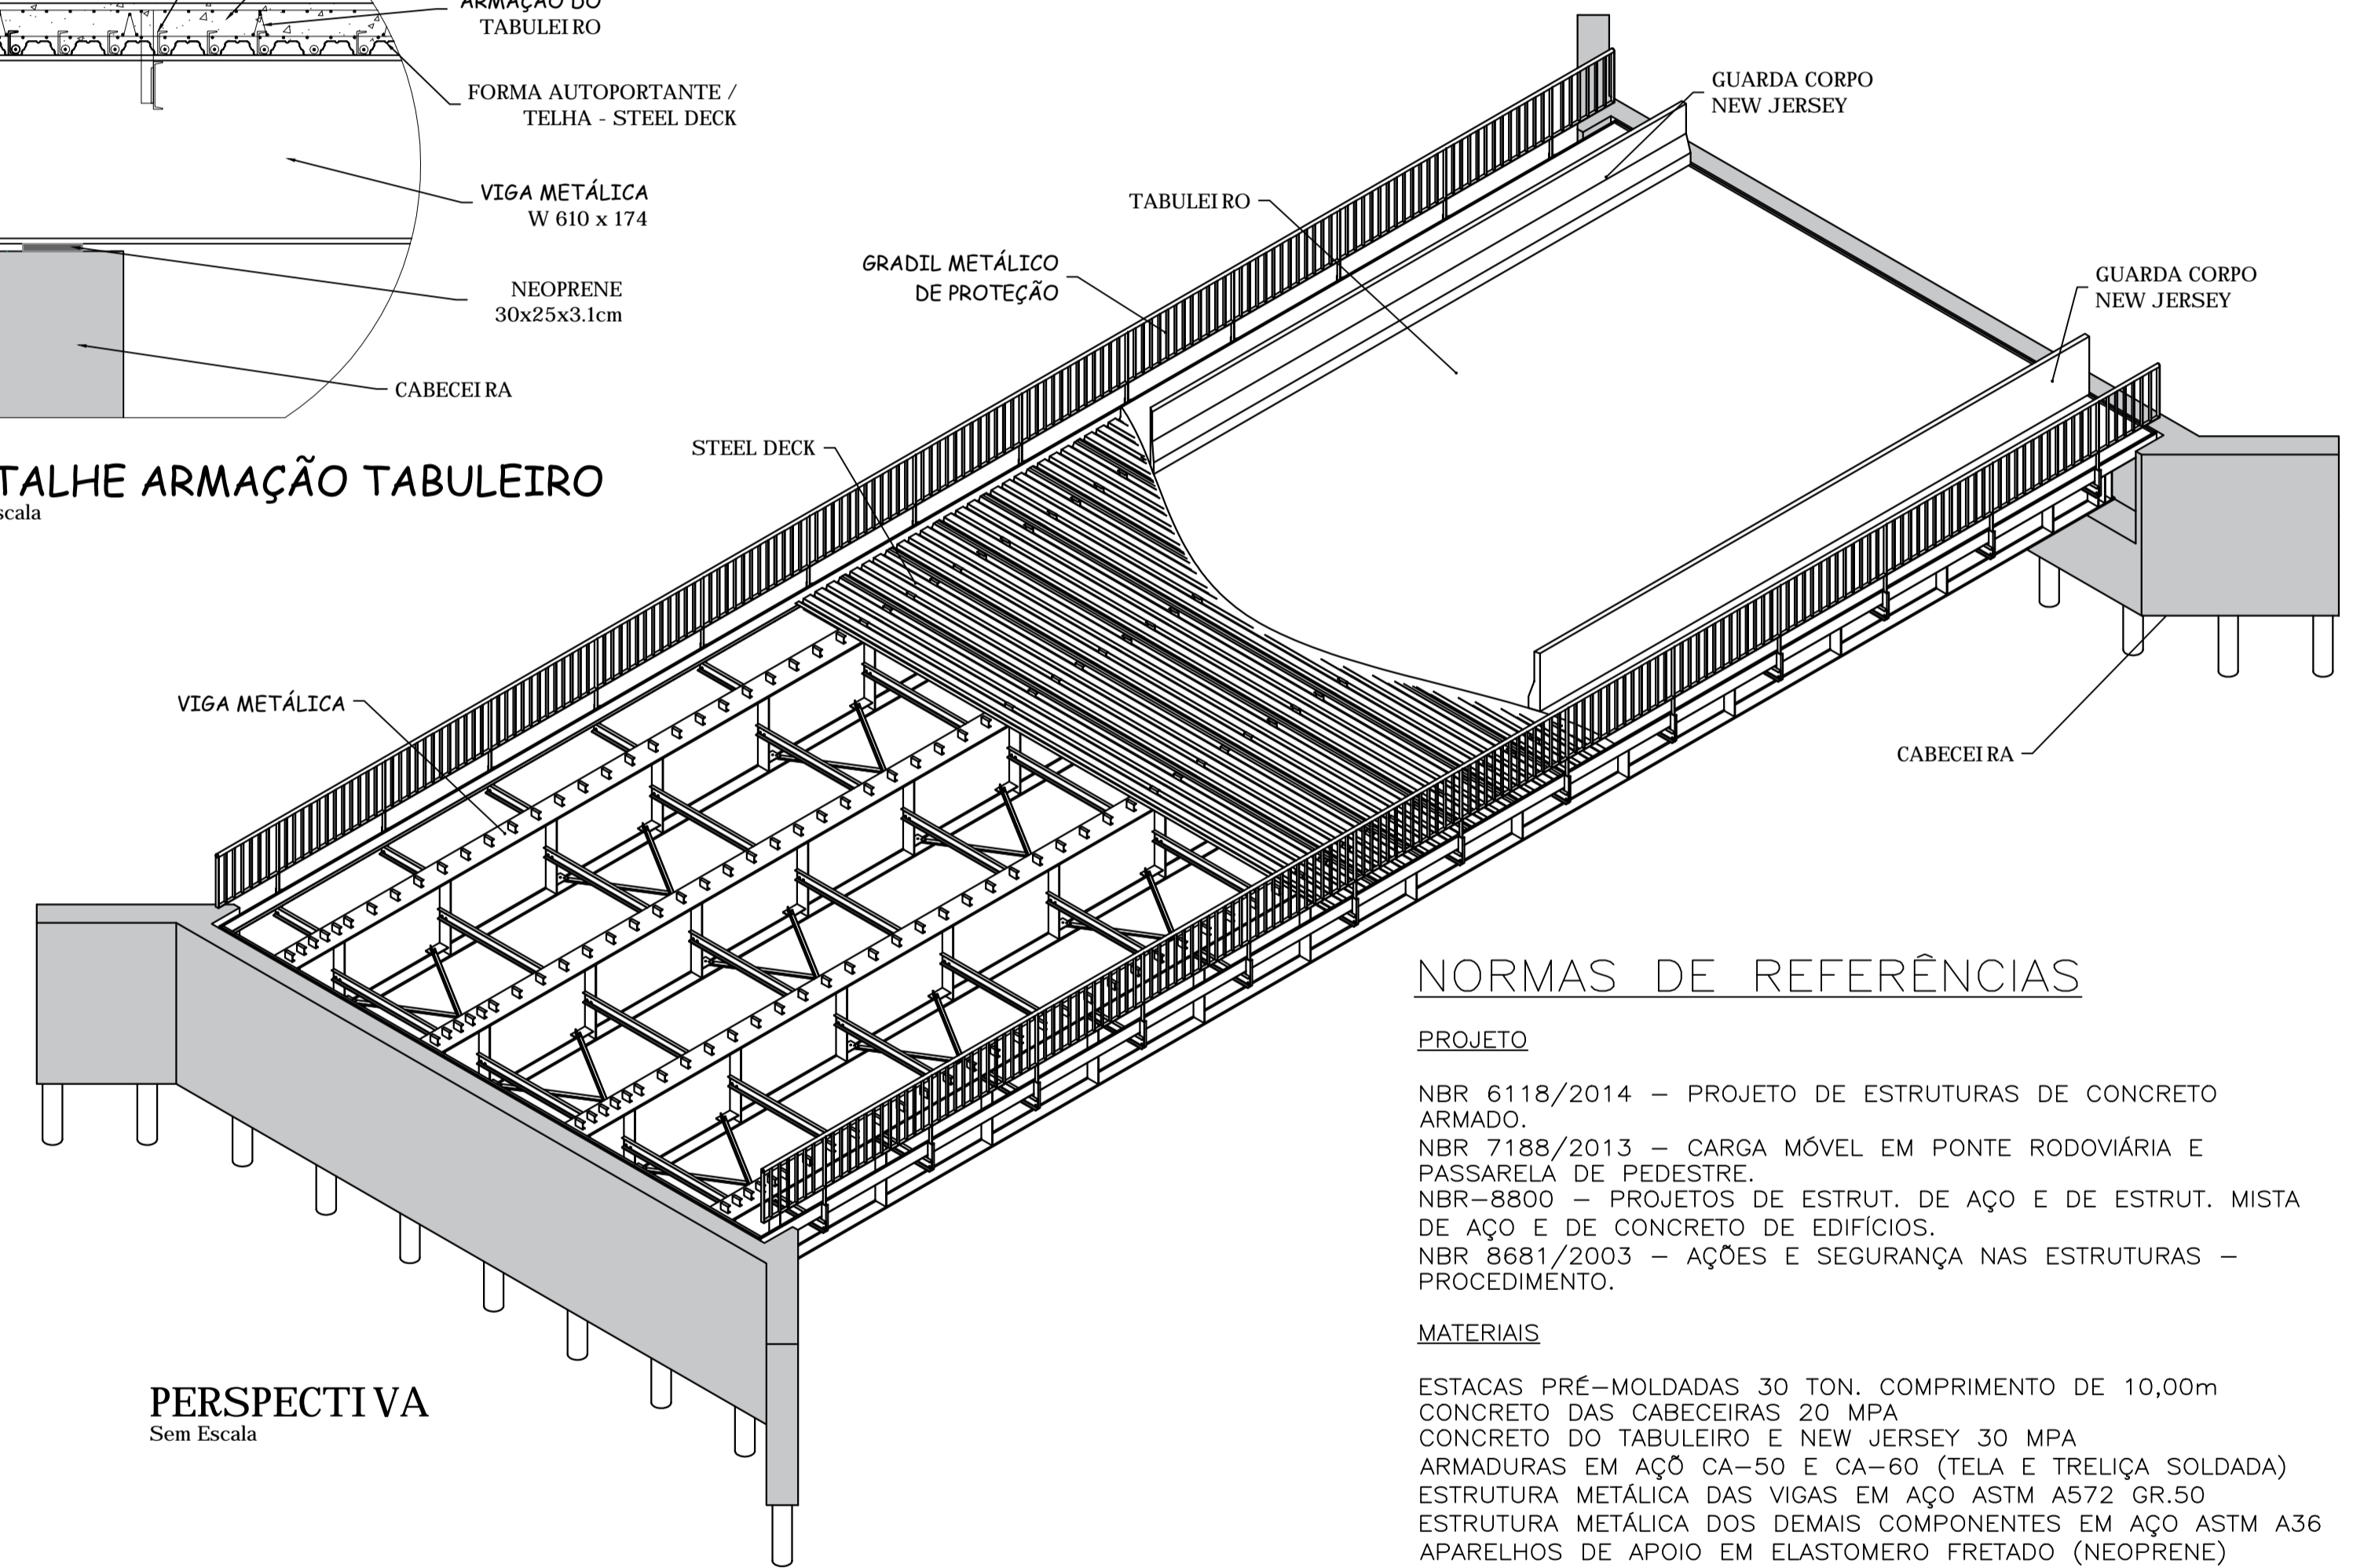 ARMAÇÃO DO
TABULEIRO
FORMA AUTOPORTANTE /
TELHA - STEEL DECK
VIGA METÁLICA
W 610 x 174
NEOPRENE
30x25x3.1cm
CABECEIRA
TALHE ARMAÇÃO TABULEIRO
scala
GUARDA CORPO
NEW JERSEY
TABULEIRO
GRADIL METÁLICO
DE PROTEÇÃO
GUARDA CORPO
NEW JERSEY
STEEL DECK
VIGA METÁLICA
CABECEIRA
PERSPECTIVA
Sem Escala
NORMAS DE REFERÊNCIAS
PROJETO
NBR 6118/2014 – PROJETO DE ESTRUTURAS DE CONCRETO
ARMADO.
NBR 7188/2013 – CARGA MÓVEL EM PONTE RODOVIÁRIA E
PASSARELA DE PEDESTRE.
NBR-8800 – PROJETOS DE ESTRUT. DE AÇO E DE ESTRUT. MISTA
DE AÇO E DE CONCRETO DE EDIFÍCIOS.
NBR 8681/2003 – AÇÕES E SEGURANÇA NAS ESTRUTURAS –
PROCEDIMENTO.
MATERIAIS
ESTACAS PRÉ-MOLDADAS 30 TON. COMPRIMENTO DE 10,00m
CONCRETO DAS CABECEIRAS 20 MPA
CONCRETO DO TABULEIRO E NEW JERSEY 30 MPA
ARMADURAS EM AÇÕ CA-50 E CA-60 (TELA E TRELIÇA SOLDADA)
ESTRUTURA METÁLICA DAS VIGAS EM AÇO ASTM A572 GR.50
ESTRUTURA METÁLICA DOS DEMAIS COMPONENTES EM AÇO ASTM A36
APARELHOS DE APOIO EM ELASTOMERO FRETADO (NEOPRENE)